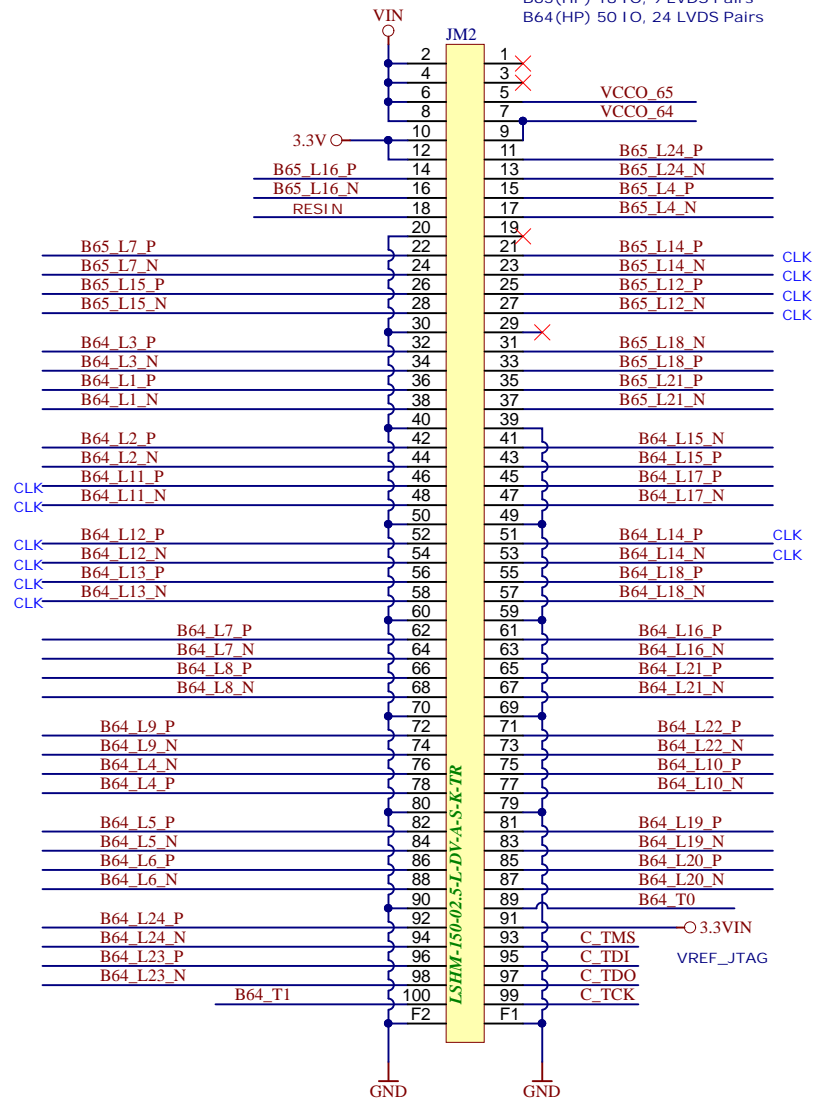 B64(HP) 50 IO, 24 LVDS Pairs
VIN
JM2
2 1
4 3
6 5 VCCO_65
8 7 VCCO_64
3.3V 10 9
12 11 B65_L24_P
B65_L16_P 14 13 B65_L24_N
B65_L16_N 16 15 B65_L4_P
RESIN 18 17 B65_L4_N
20 19
B65_L7_P 22 21 B65_L14_P CLK
B65_L7_N 24 23 B65_L14_N CLK
B65_L15_P 26 25 B65_L12_P CLK
B65_L15_N 28 27 B65_L12_N CLK
30 29
B64_L3_P 32 31 B65_L18_N
B64_L3_N 34 33 B65_L18_P
B64_L1_P 36 35 B65_L21_P
B64_L1_N 38 37 B65_L21_N
40 39
B64_L2_P 42 41 B64_L15_N
B64_L2_N 44 43 B64_L15_P
CLK B64_L11_P 46 45 B64_L17_P
CLK B64_L11_N 48 47 B64_L17_N
50 49
CLK B64_L12_P 52 51 B64_L14_P CLK
CLK B64_L12_N 54 53 B64_L14_N CLK
CLK B64_L13_P 56 55 B64_L18_P
CLK B64_L13_N 58 57 B64_L18_N
60 59
B64_L7_P 62 61 B64_L16_P
B64_L7_N 64 63 B64_L16_N
B64_L8_P 66 65 B64_L21_P
B64_L8_N 68 67 B64_L21_N
70 69
B64_L9_P 72 71 B64_L22_P
B64_L9_N 74 73 B64_L22_N
B64_L4_N 76 75 B64_L10_P
B64_L4_P 78 77 B64_L10_N
80 79
B64_L5_P 82 81 B64_L19_P
B64_L5_N 84 83 B64_L19_N
B64_L6_P 86 85 B64_L20_P
B64_L6_N 88 87 B64_L20_N
90 89 B64_T0
B64_L24_P 92 91 3.3VIN
B64_L24_N 94 93 C_TMS
B64_L23_P 96 95 C_TDI VREF_JTAG
B64_L23_N 98 97 C_TDO
B64_T1 100 99 C_TCK
F2 F1
LSHM-150-02.5-L-DV-A-S-K-TR
GND GND